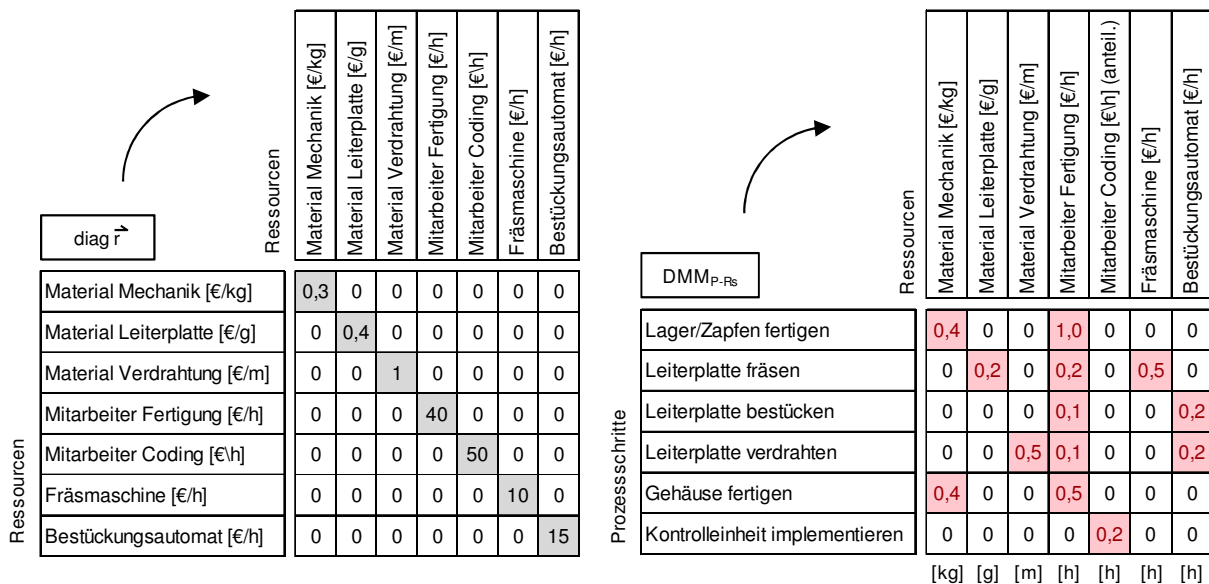 Ressourcen
Material Mechanik [€/kg]
Material Leiterplatte [€/g]
Material Verdrahtung [€/m]
Mitarbeiter Fertigung [€/h]
Mitarbeiter Coding [€\h]
Fräsmaschine [€/h]
Bestückungsautomat [€/h]
diag r⃗
Ressourcen
Material Mechanik [€/kg] 0,3 0 0 0 0 0 0
Material Leiterplatte [€/g] 0 0,4 0 0 0 0 0
Material Verdrahtung [€/m] 0 0 1 0 0 0 0
Mitarbeiter Fertigung [€/h] 0 0 0 40 0 0 0
Mitarbeiter Coding [€\h] 0 0 0 0 50 0 0
Fräsmaschine [€/h] 0 0 0 0 0 10 0
Bestückungsautomat [€/h] 0 0 0 0 0 0 15
Ressourcen
Material Mechanik [€/kg]
Material Leiterplatte [€/g]
Material Verdrahtung [€/m]
Mitarbeiter Fertigung [€/h]
Mitarbeiter Coding [€\h] (anteil.)
Fräsmaschine [€/h]
Bestückungsautomat [€/h]
DMM P-Rs
Prozessschritte
Lager/Zapfen fertigen 0,4 0 0 1,0 0 0 0
Leiterplatte fräsen 0 0,2 0 0,2 0 0,5 0
Leiterplatte bestücken 0 0 0 0,1 0 0 0,2
Leiterplatte verdrahten 0 0 0,5 0,1 0 0 0,2
Gehäuse fertigen 0,4 0 0 0,5 0 0 0
Kontrolleinheit implementieren 0 0 0 0 0,2 0 0
[kg] [g] [m] [h] [h] [h] [h]